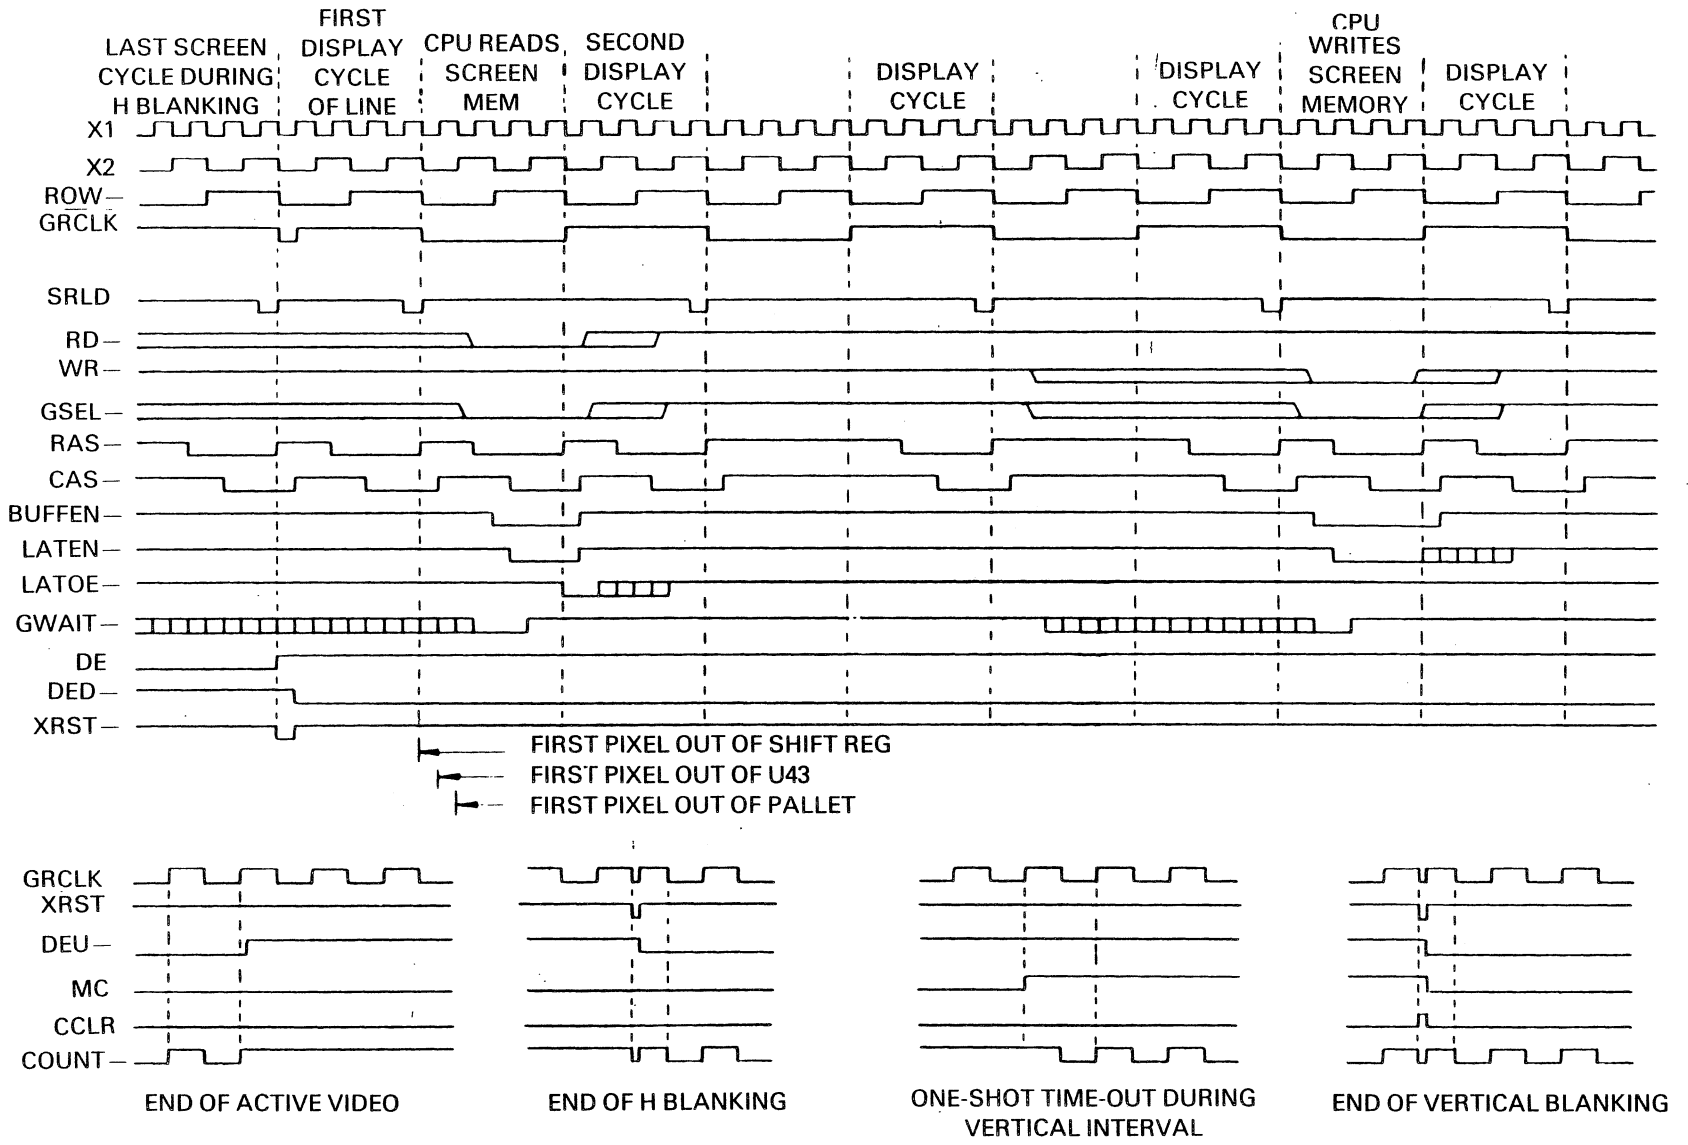 LAST SCREEN
CYCLE DURING
H BLANKING
FIRST
DISPLAY
CYCLE
OF LINE
CPU READS
SCREEN
MEM
SECOND
DISPLAY
CYCLE
DISPLAY
CYCLE
DISPLAY
CYCLE
CPU
WRITES
SCREEN
MEMORY
DISPLAY
CYCLE
X1
X2
ROW—
GRCLK
SRLD
RD—
WR—
GSEL—
RAS—
CAS—
BUFFEN—
LATEN—
LATOE—
GWAIT—
DE
DED—
XRST—
FIRST PIXEL OUT OF SHIFT REG
FIRST PIXEL OUT OF U43
FIRST PIXEL OUT OF PALLET
GRCLK
XRST
DEU—
MC
CCLR
COUNT—
END OF ACTIVE VIDEO
END OF H BLANKING
ONE-SHOT TIME-OUT DURING
VERTICAL INTERVAL
END OF VERTICAL BLANKING